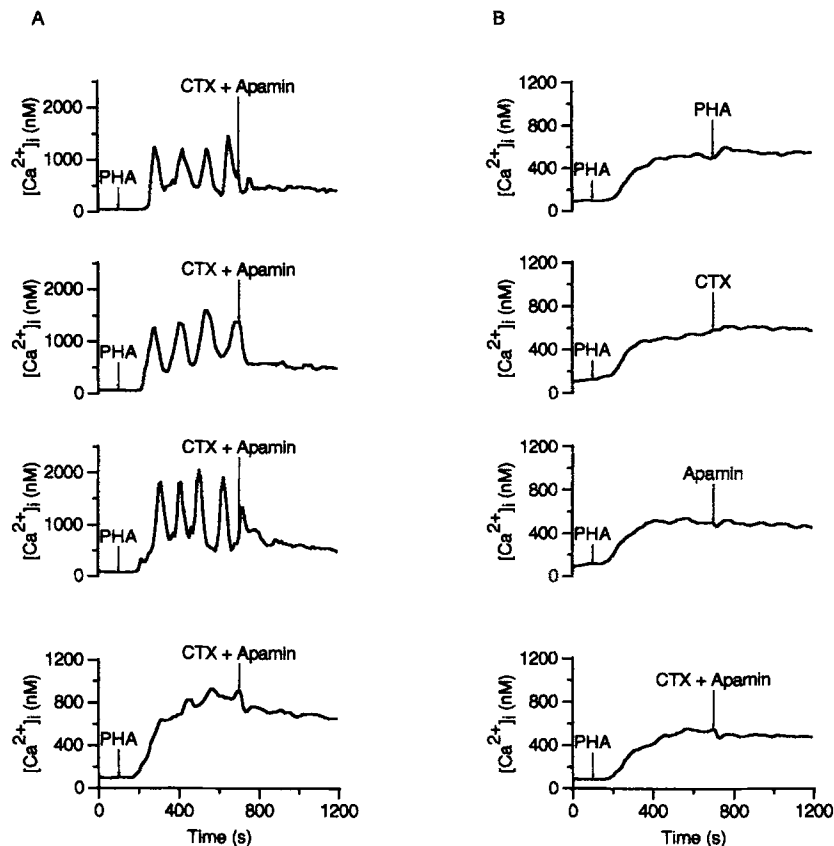 A
CTX + Apamin
2000
1000
0
[Ca2+]i (nM)
PHA
CTX + Apamin
2000
1000
0
[Ca2+]i (nM)
PHA
CTX + Apamin
2000
1000
0
[Ca2+]i (nM)
PHA
CTX + Apamin
1200
800
400
0
[Ca2+]i (nM)
PHA
0 400 800 1200
Time (s)
B
1200
800
400
0
[Ca2+]i (nM)
PHA
PHA
1200
800
400
0
[Ca2+]i (nM)
PHA
CTX
1200
800
400
0
[Ca2+]i (nM)
PHA
Apamin
1200
800
400
0
[Ca2+]i (nM)
PHA
CTX + Apamin
0 400 800 1200
Time (s)